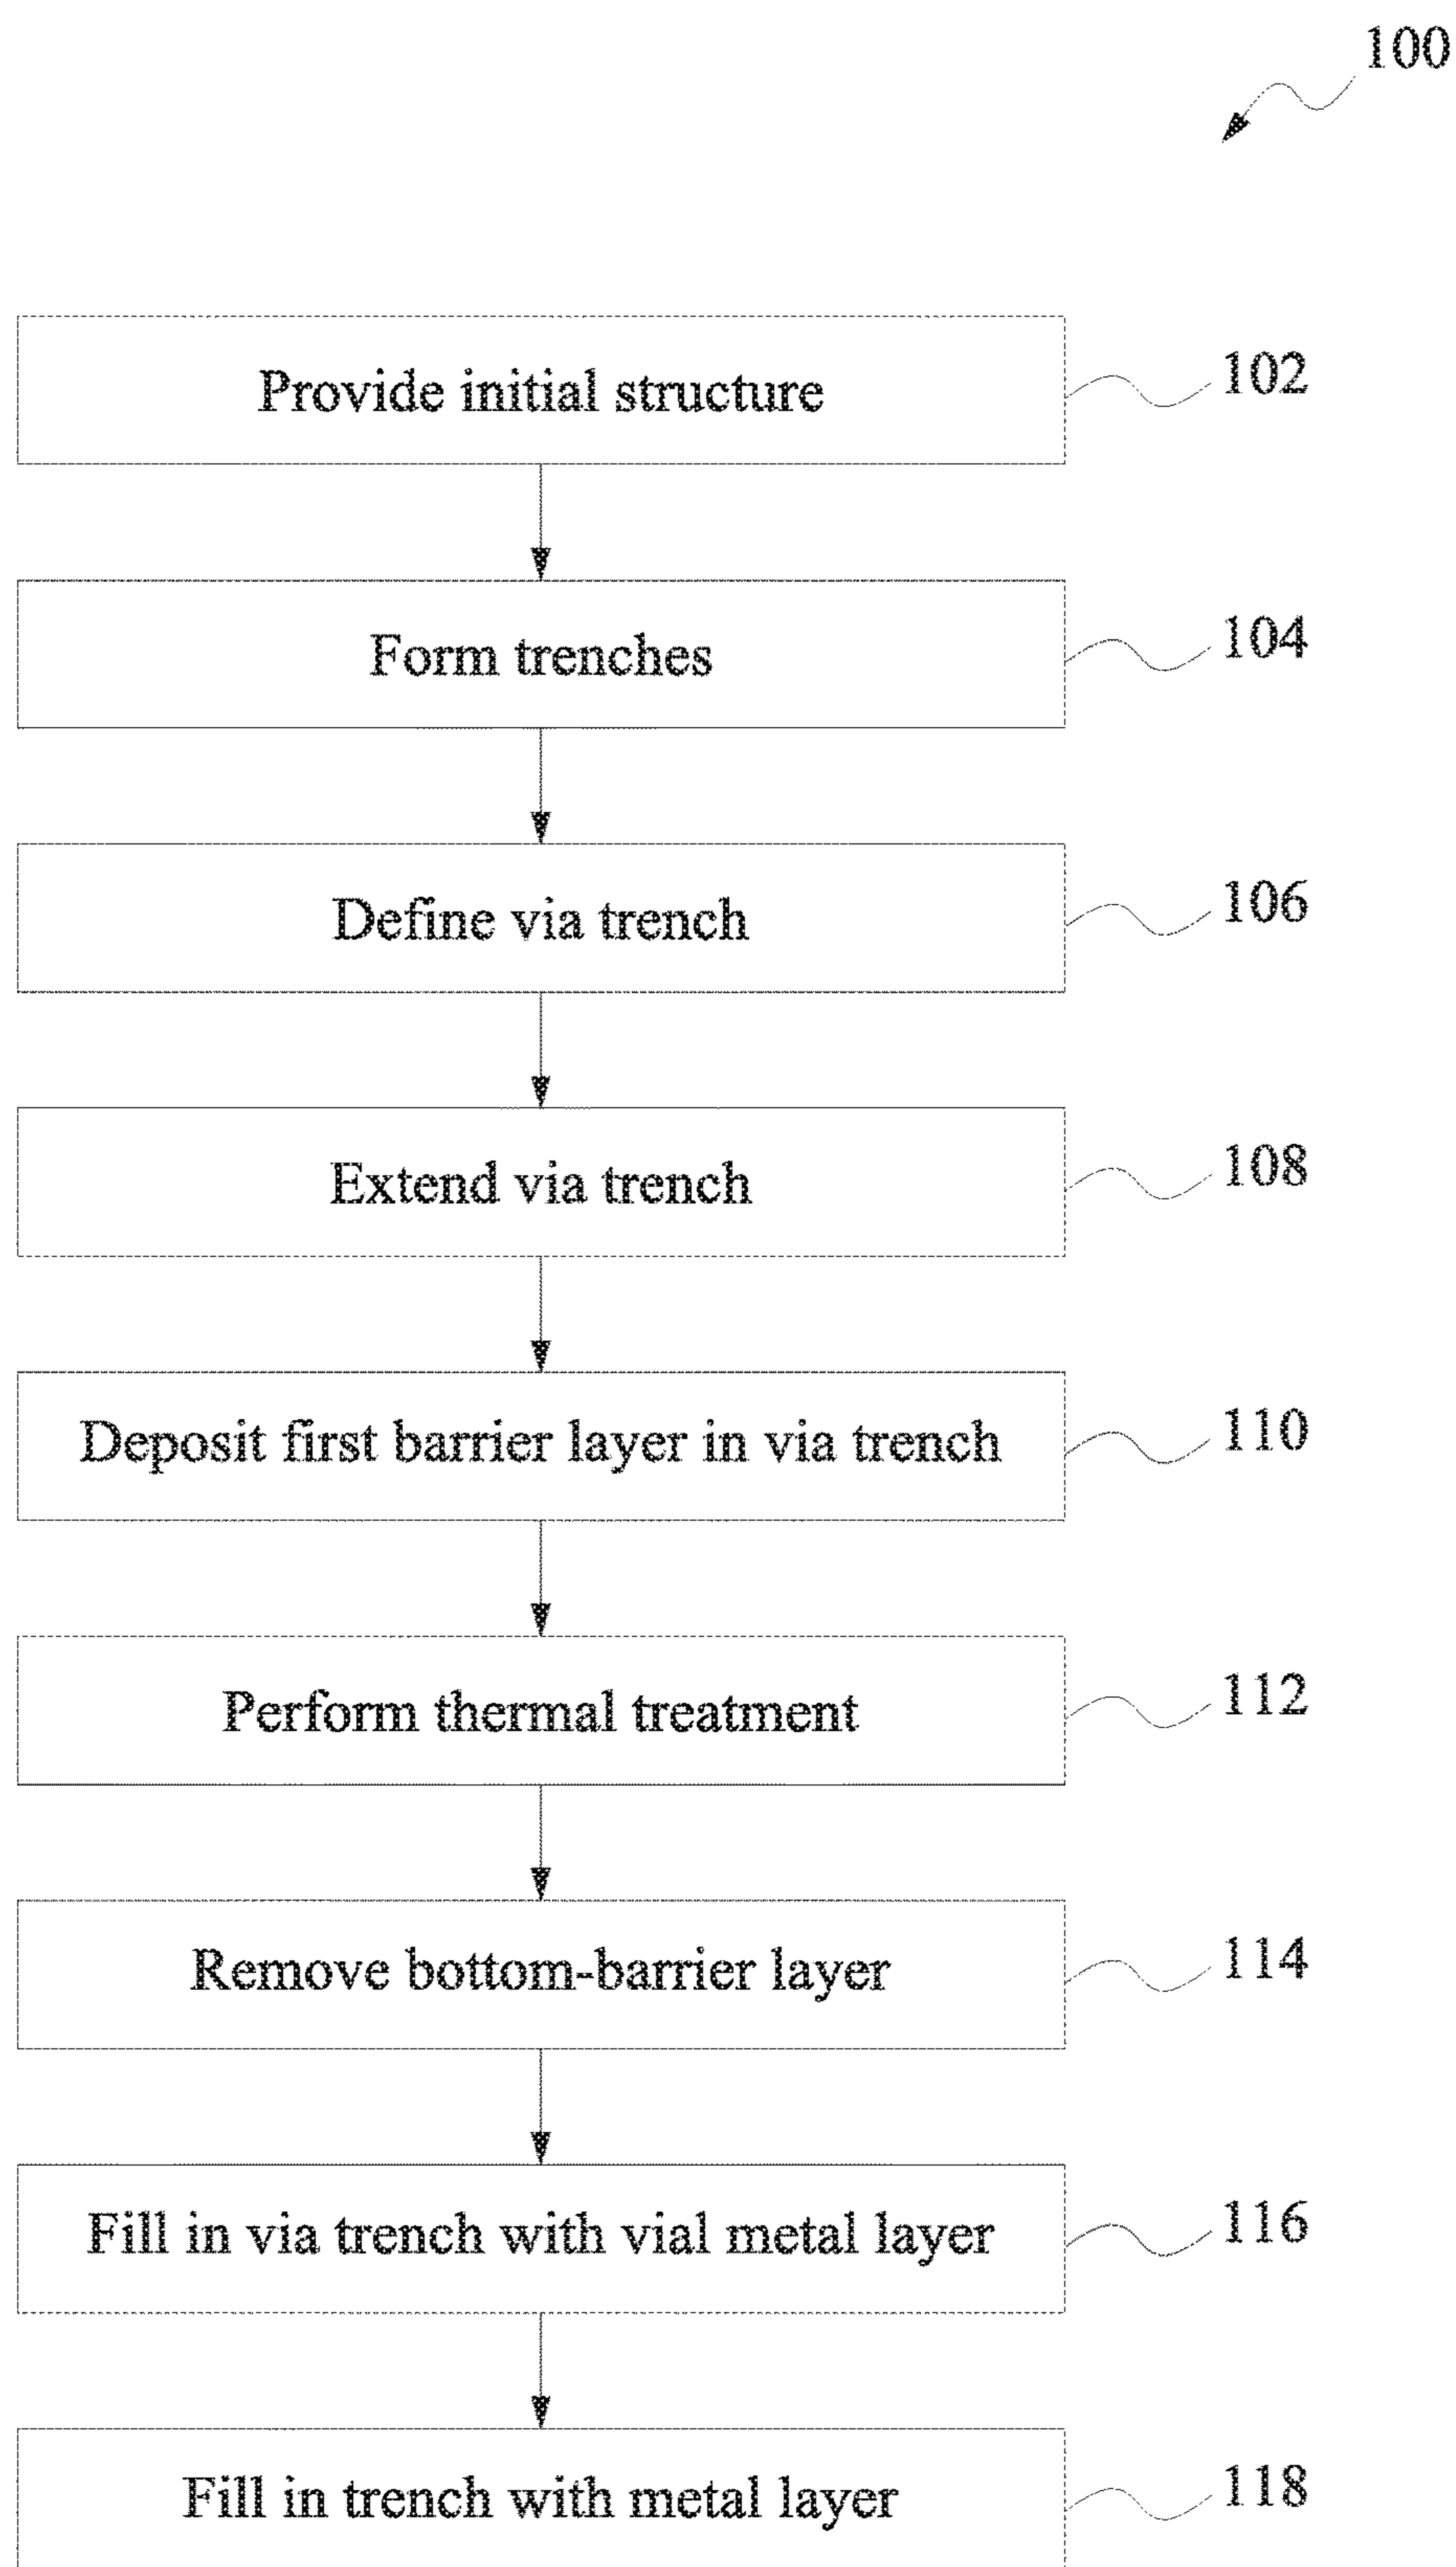 100
Provide initial structure 102
Form trenches 104
Define via trench 106
Extend via trench 108
Deposit first barrier layer in via trench 110
Perform thermal treatment 112
Remove bottom-barrier layer 114
Fill in via trench with vial metal layer 116
Fill in trench with metal layer 118